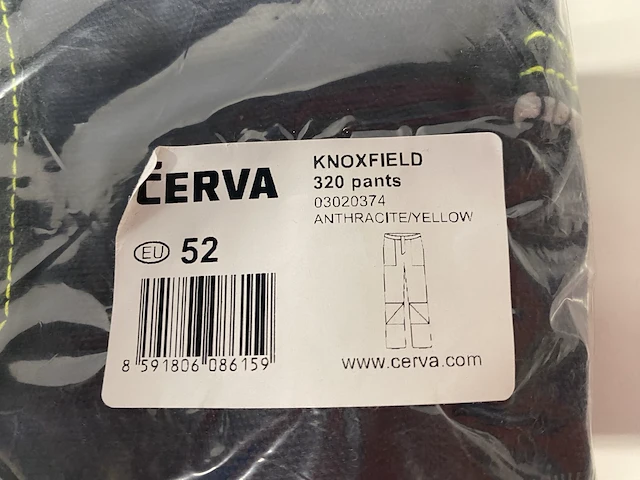 ČERVA
KNOXFIELD
320 pants
03020374
ANTHRACITE/YELLOW
EU 52
8 591806 086159
www.cerva.com